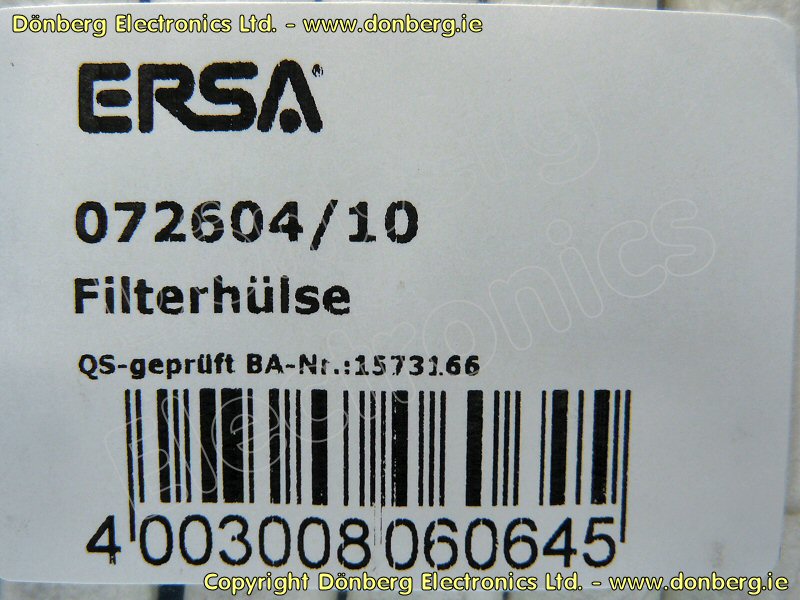 Dönberg Electronics Ltd. - www.donberg.ie
ERSA®
072604/10
Filterhülse
QS-geprüft BA-Nr.:1573166
4 003008 060645
Electronics
Copyright Dönberg Electronics Ltd. - www.donberg.ie